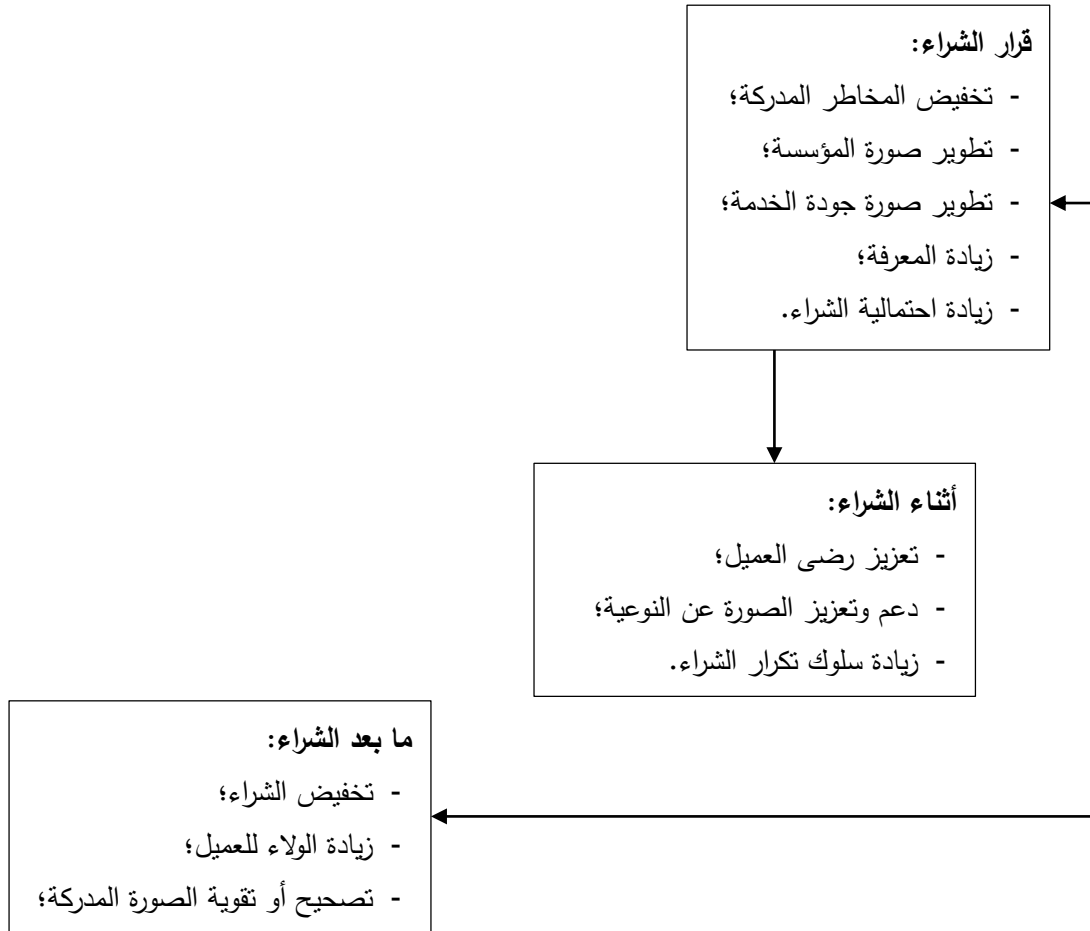 قرار الشراء:
- تخفيض المخاطر المدركة؛
- تطوير صورة المؤسسة؛
- تطوير صورة جودة الخدمة؛
- زيادة المعرفة؛
- زيادة احتمالية الشراء.
أثناء الشراء:
- تعزيز رضى العميل؛
- دعم وتعزيز الصورة عن النوعية؛
- زيادة سلوك تكرار الشراء.
ما بعد الشراء:
- تخفيض الشراء؛
- زيادة الولاء للعميل؛
- تصحيح أو تقوية الصورة المدركة؛